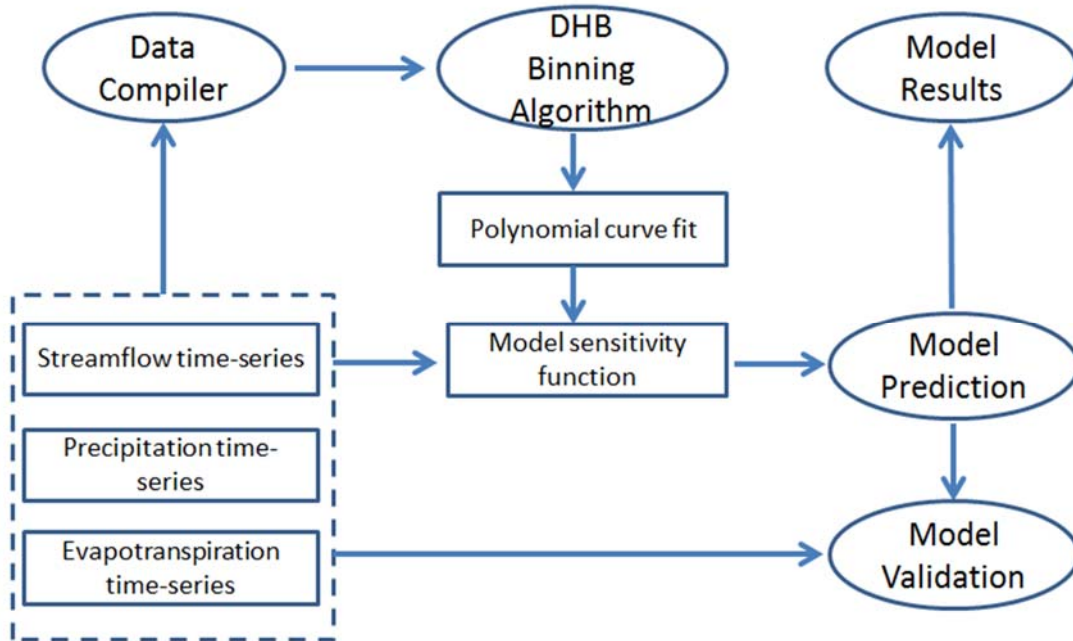 Data
Compiler
DHB
Binning
Algorithm
Model
Results
Polynomial curve fit
Streamflow time-series
Model sensitivity
function
Model
Prediction
Precipitation time-
series
Evapotranspiration
time-series
Model
Validation